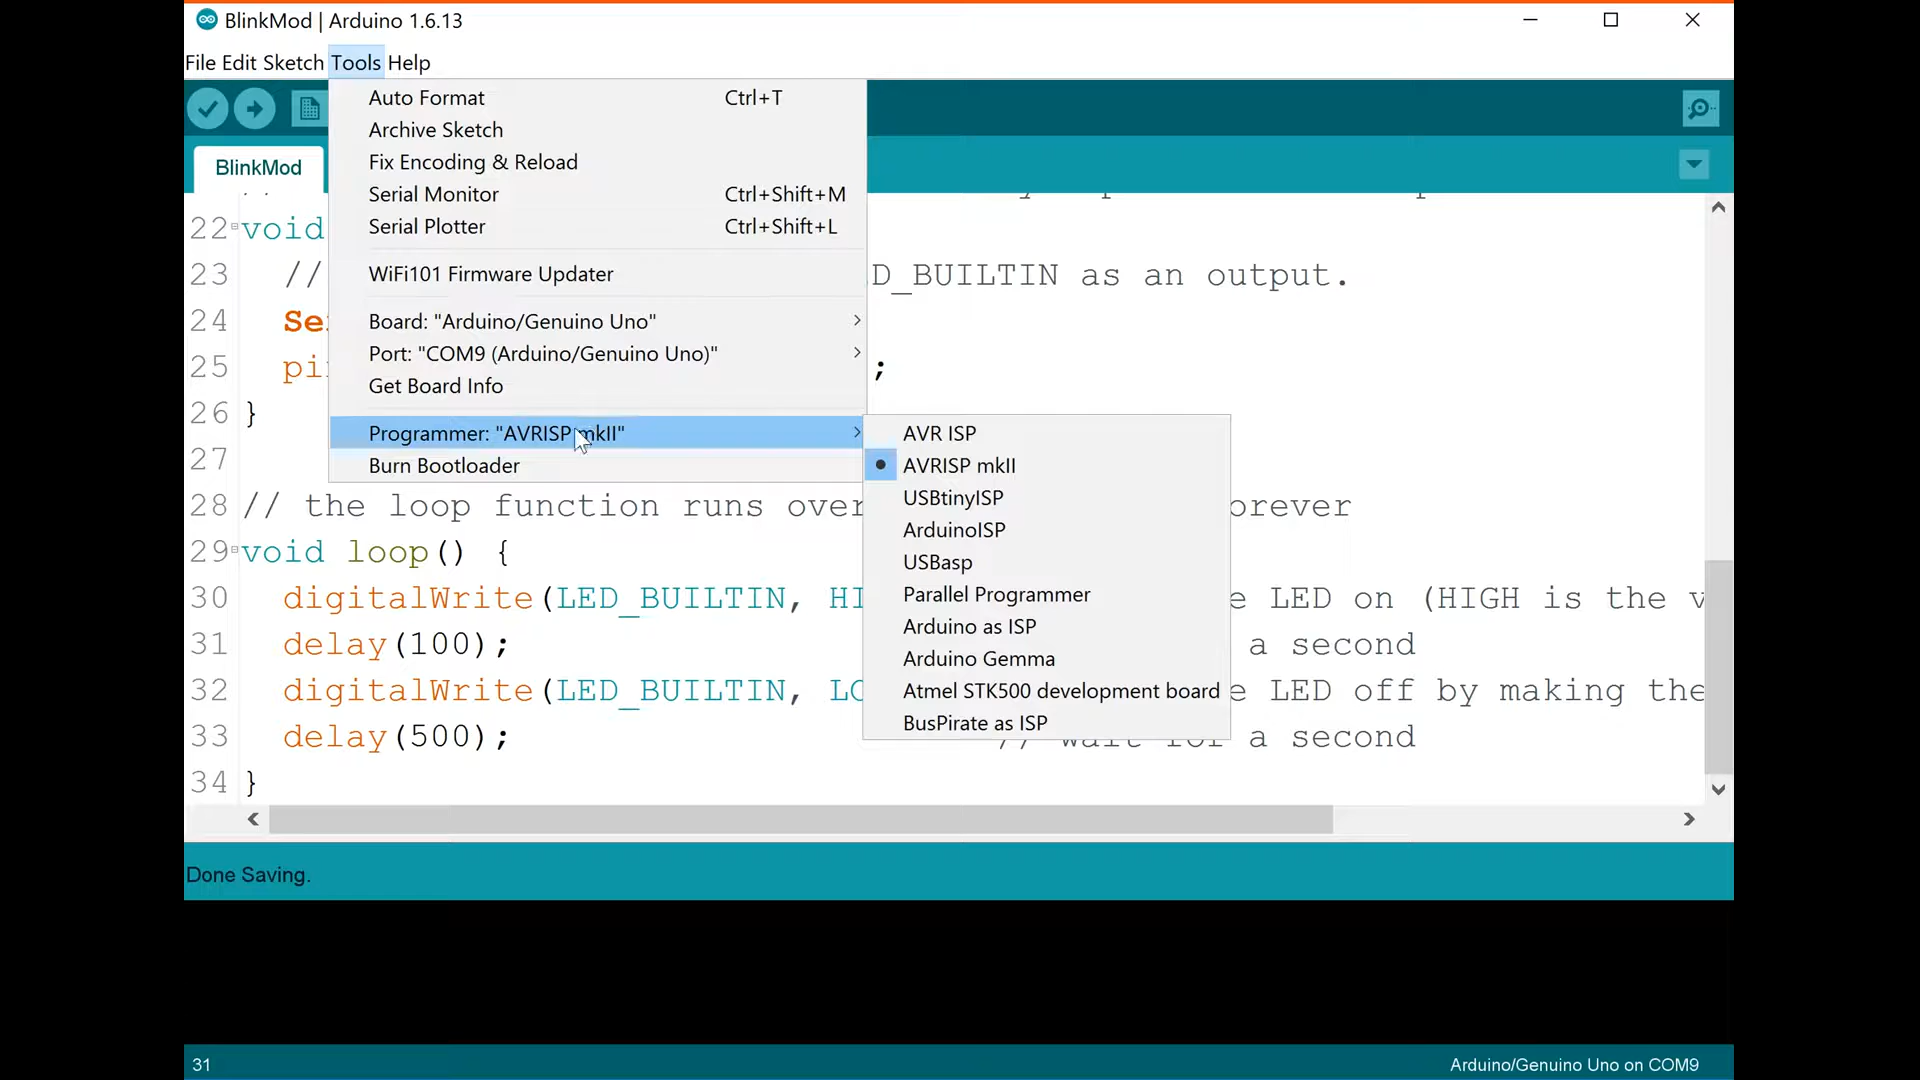 BlinkMod | Arduino 1.6.13
File Edit Sketch Tools Help
Auto Format Ctrl+T
Archive Sketch
Fix Encoding & Reload
Serial Monitor Ctrl+Shift+M
Serial Plotter Ctrl+Shift+L
WiFi101 Firmware Updater
Board: "Arduino/Genuino Uno"
Port: "COM9 (Arduino/Genuino Uno)"
Get Board Info
Programmer: "AVRISP mkII"
Burn Bootloader
AVR ISP
AVRISP mkII
USBtinyISP
ArduinoISP
USBasp
Parallel Programmer
Arduino as ISP
Arduino Gemma
Atmel STK500 development board
BusPirate as ISP
BlinkMod
22 void
23 // D_BUILTIN as an output.
24 Se
25 pi ;
26 }
27
28 // the loop function runs over orever
29 void loop() {
30 digitalWrite(LED_BUILTIN, HI e LED on (HIGH is the v
31 delay(100); a second
32 digitalWrite(LED_BUILTIN, LO e LED off by making the
33 delay(500); // wait for a second
34 }
Done Saving.
31 Arduino/Genuino Uno on COM9